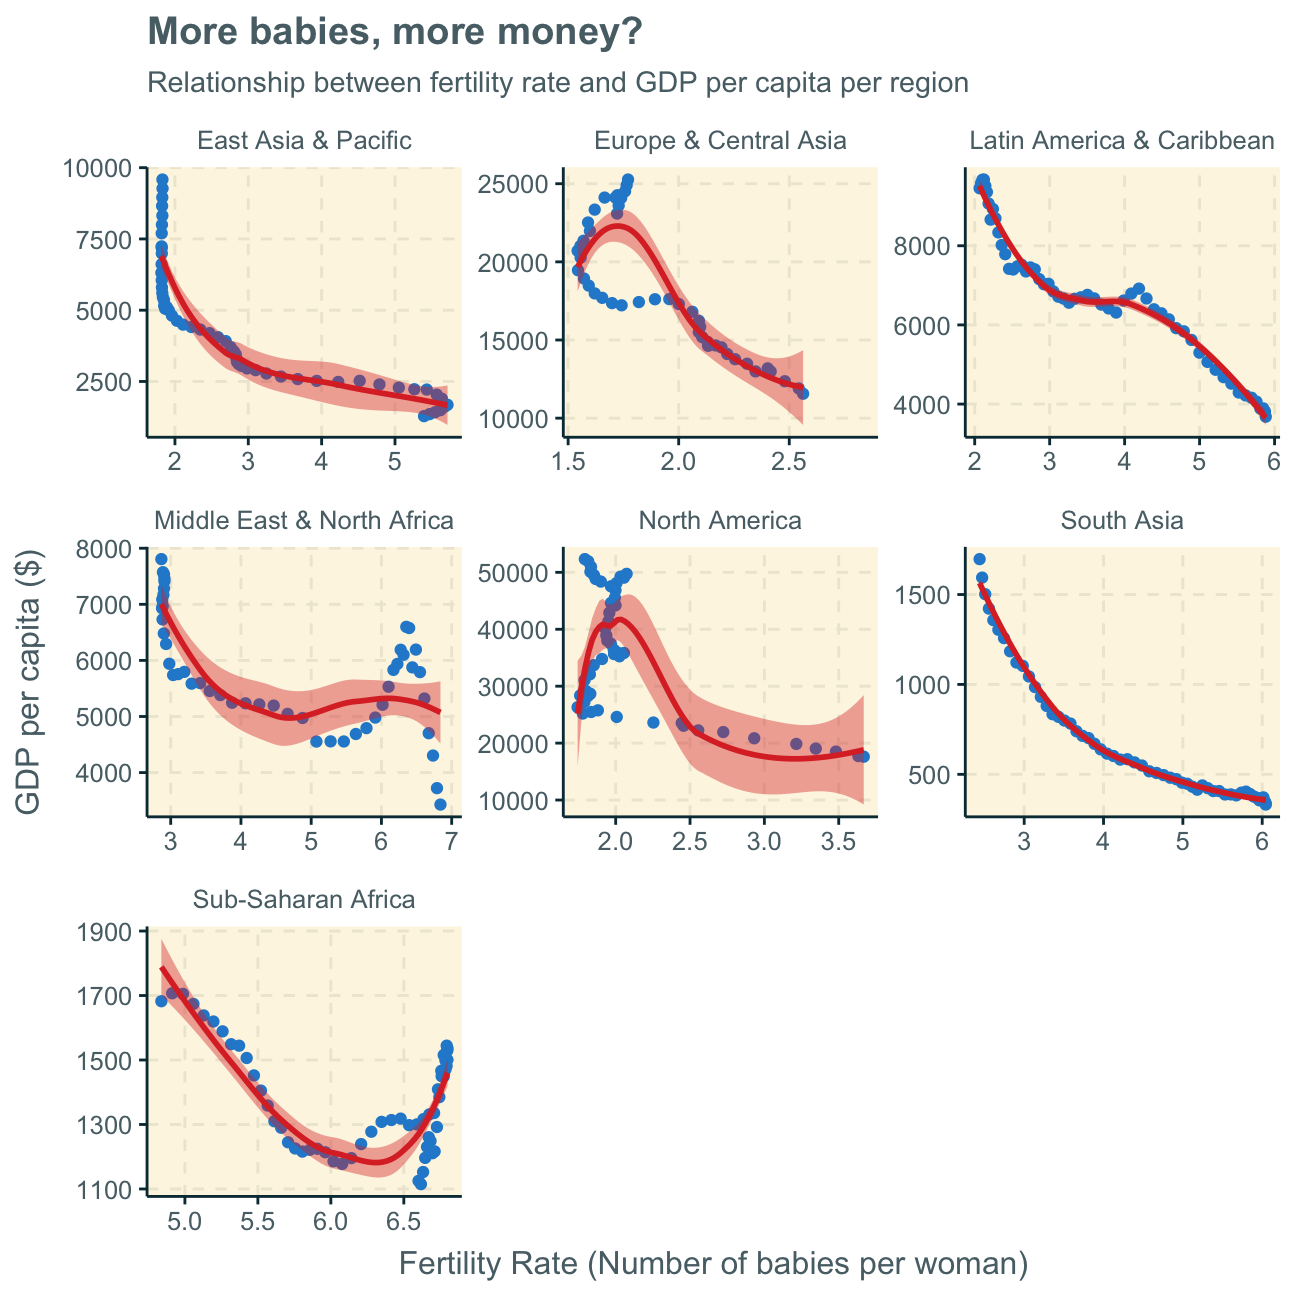 More babies, more money?
Relationship between fertility rate and GDP per capita per region
East Asia & Pacific
Europe & Central Asia
Latin America & Caribbean
10000
7500
5000
2500
2 3 4 5
25000
20000
15000
10000
1.5 2.0 2.5
8000
6000
4000
2 3 4 5 6
GDP per capita ($)
Middle East & North Africa
North America
South Asia
8000
7000
6000
5000
4000
3 4 5 6 7
50000
40000
30000
20000
10000
2.0 2.5 3.0 3.5
1500
1000
500
3 4 5 6
Sub-Saharan Africa
1900
1700
1500
1300
1100
5.0 5.5 6.0 6.5
Fertility Rate (Number of babies per woman)